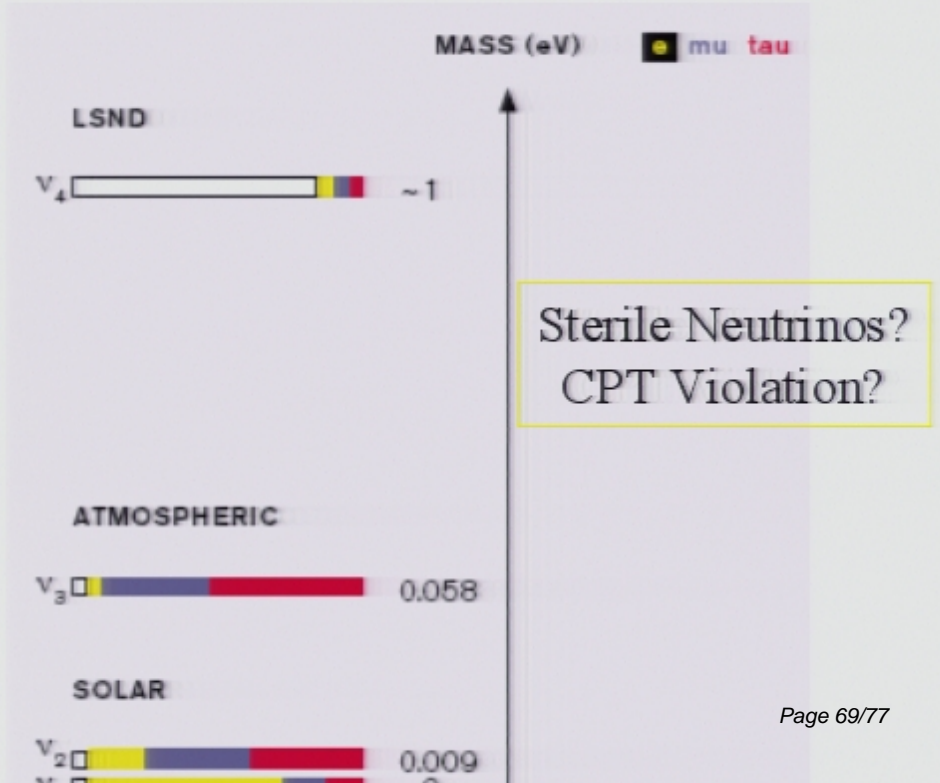 MASS (eV) e mu tau
LSND
ν4 ~1
Sterile Neutrinos?
CPT Violation?
ATMOSPHERIC
ν3 0.058
SOLAR
Page 69/77
ν2 0.009